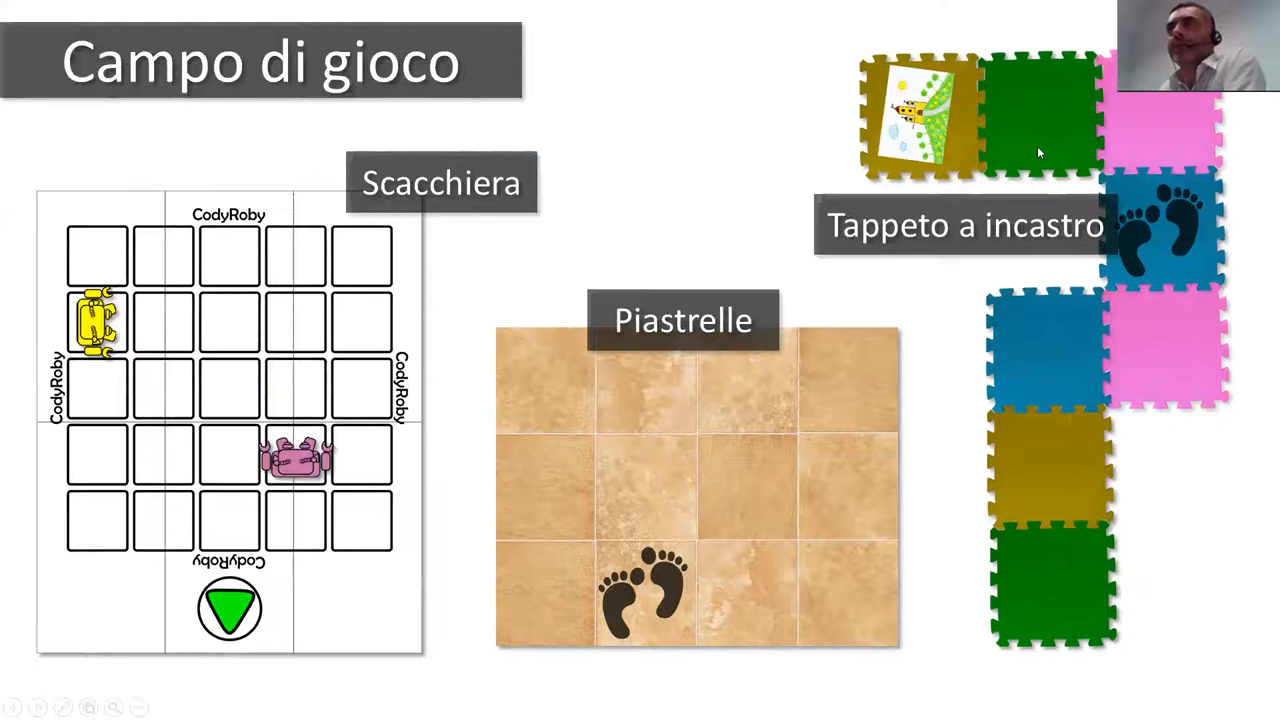 Campo di gioco
Scacchiera
CodyRoby
CodyRoby
CodyRoby
CodyRoby
Piastrelle
Tappeto a incastro